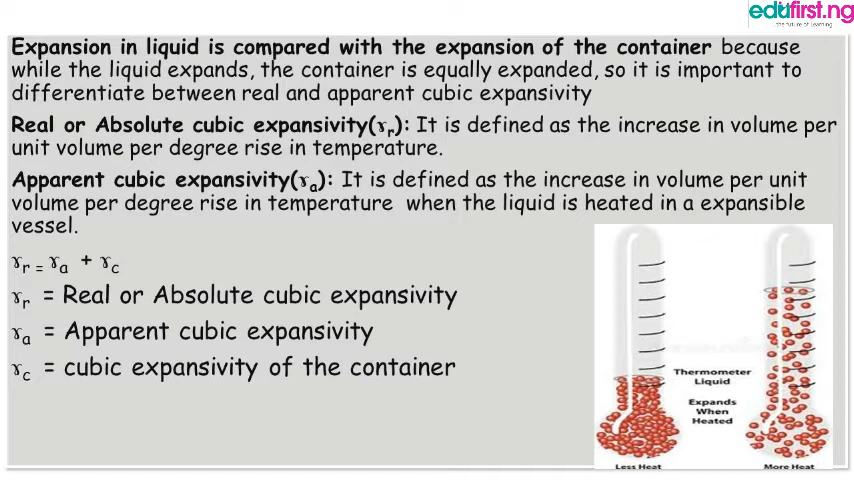 edufirst.ng
the future of learning
Expansion in liquid is compared with the expansion of the container because
while the liquid expands, the container is equally expanded, so it is important to
differentiate between real and apparent cubic expansivity
Real or Absolute cubic expansivity(ɤr): It is defined as the increase in volume per
unit volume per degree rise in temperature.
Apparent cubic expansivity(ɤa): It is defined as the increase in volume per unit
volume per degree rise in temperature when the liquid is heated in a expansible
vessel.
ɤr = ɤa + ɤc
ɤr = Real or Absolute cubic expansivity
ɤa = Apparent cubic expansivity
ɤc = cubic expansivity of the container
Thermometer
Liquid
Expands
When
Heated
Less Heat
More Heat